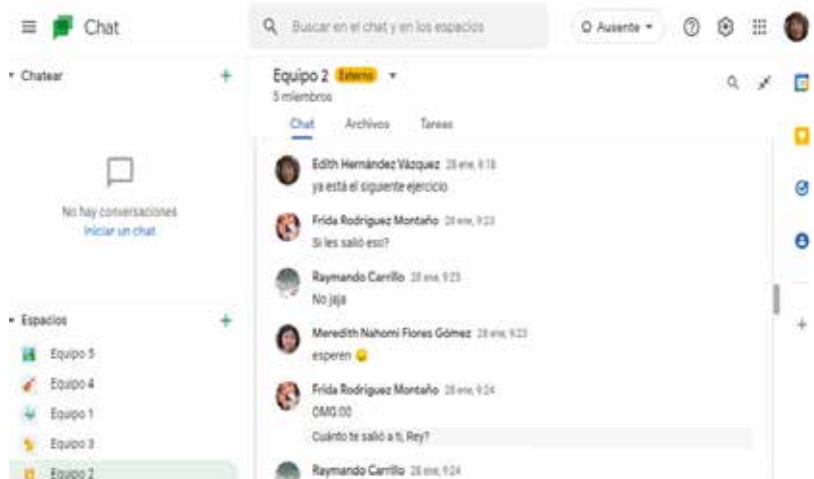 Chat
Buscar en el chat y en los espacios
Ausente
Chatear
No hay conversaciones
Iniciar un chat
Espacios
Equipo 5
Equipo 4
Equipo 1
Equipo 3
Equipo 2
Equipo 2 Externo
5 miembros
Chat Archivos Tareas
Edith Hernández Vázquez 28 ene, 9:18
ya está el siguiente ejercicio
Frida Rodriguez Montaño 28 ene, 9:23
Si les salió eso?
Raymando Carrillo 28 ene, 9:23
No jaja
Meredith Nahomi Flores Gómez 28 ene, 9:23
esperen
Frida Rodriguez Montaño 28 ene, 9:24
OMG:00
Cuánto te salió a ti, Rey?
Raymando Carrillo 28 ene, 9:24